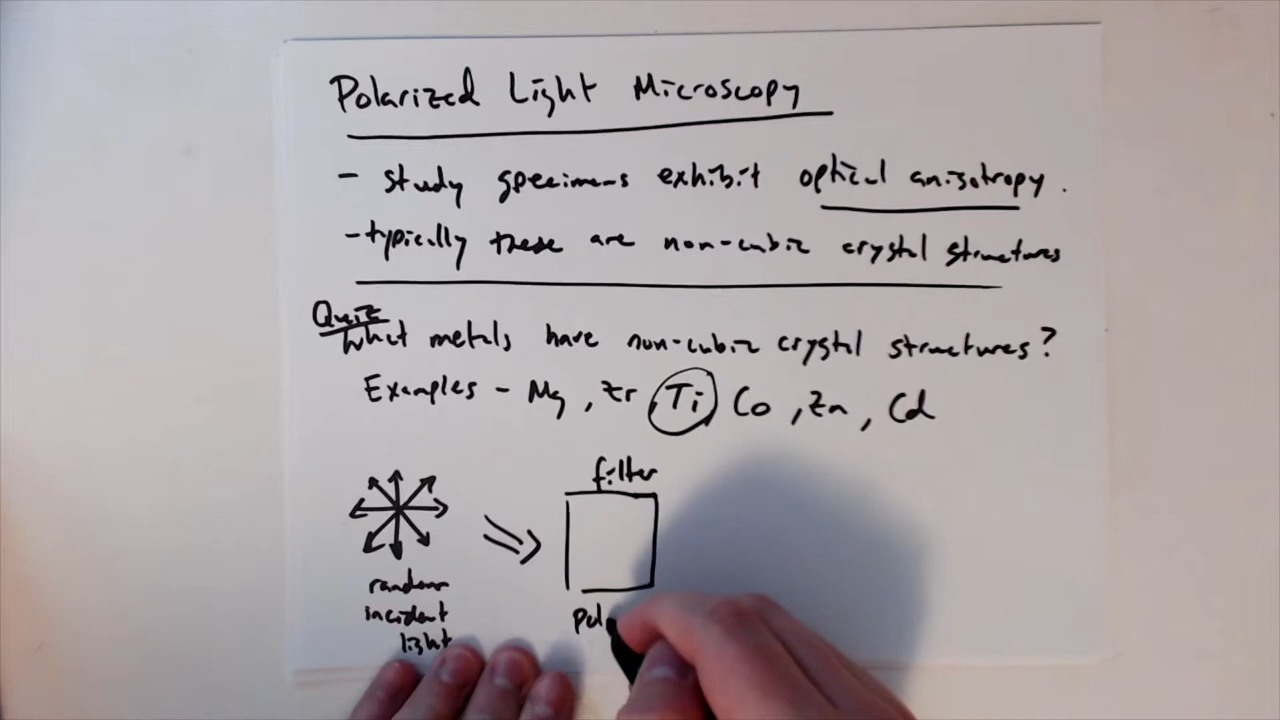 Polarized Light Microscopy
- study specimens exhibit optical anisotropy.
- typically these are non-cubic crystal structures
Quiz
What metals have non-cubic crystal structures?
Examples - Mg, Zr, Ti Co, Zn, Cd
filter
random
incident
light
pol